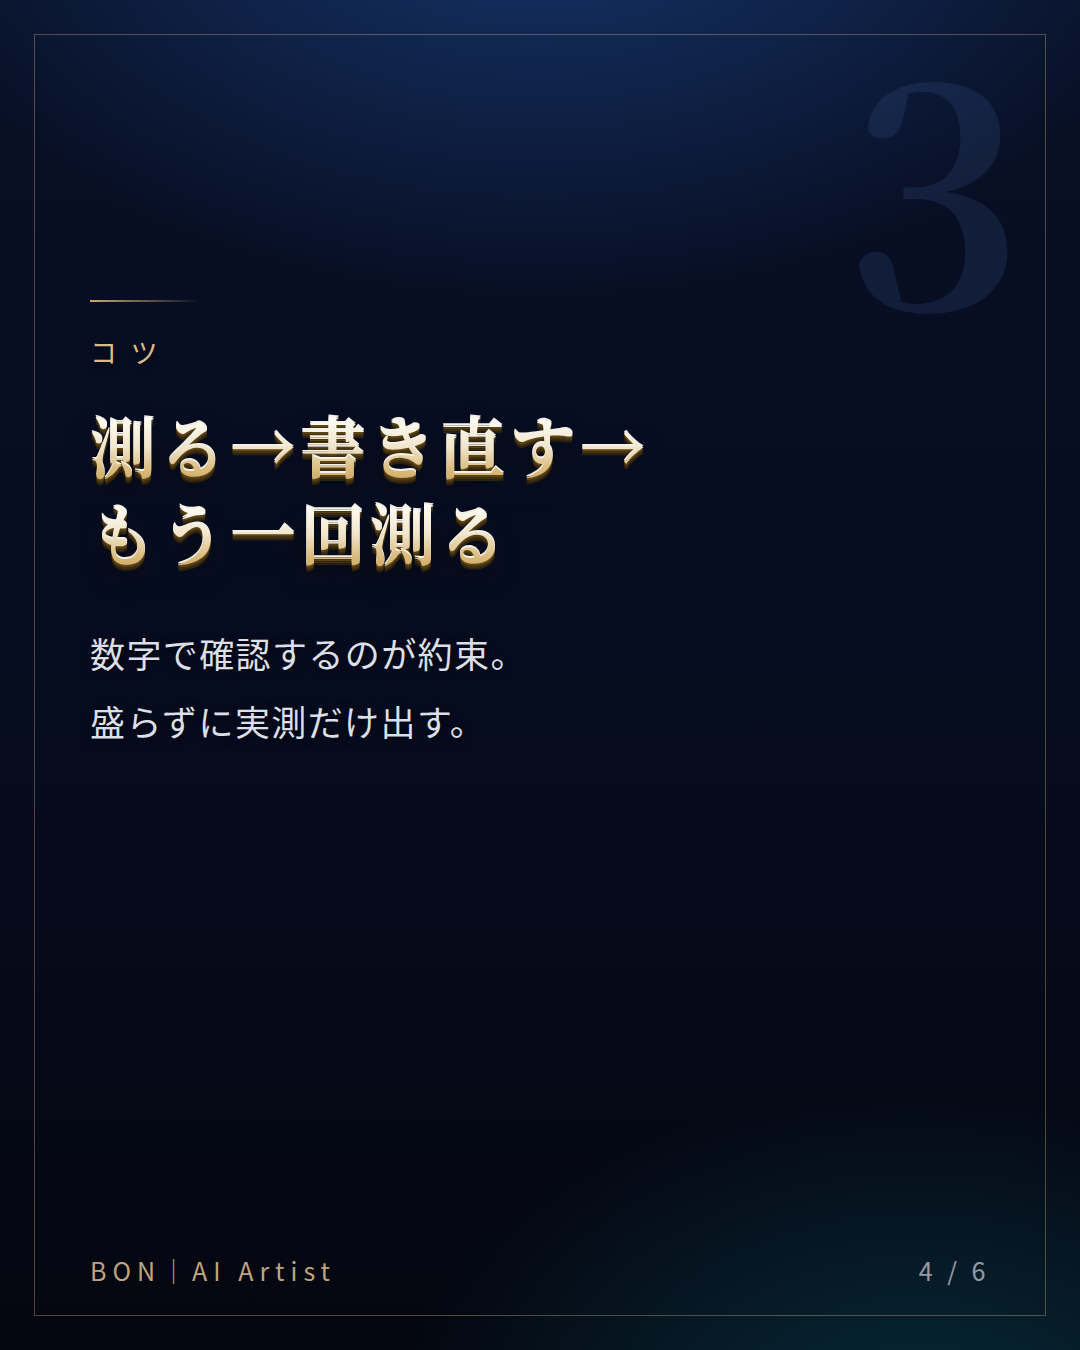 3
コツ
測る→書き直す→
もう一回測る
数字で確認するのが約束。
盛らずに実測だけ出す。
BON｜AI Artist
4 / 6